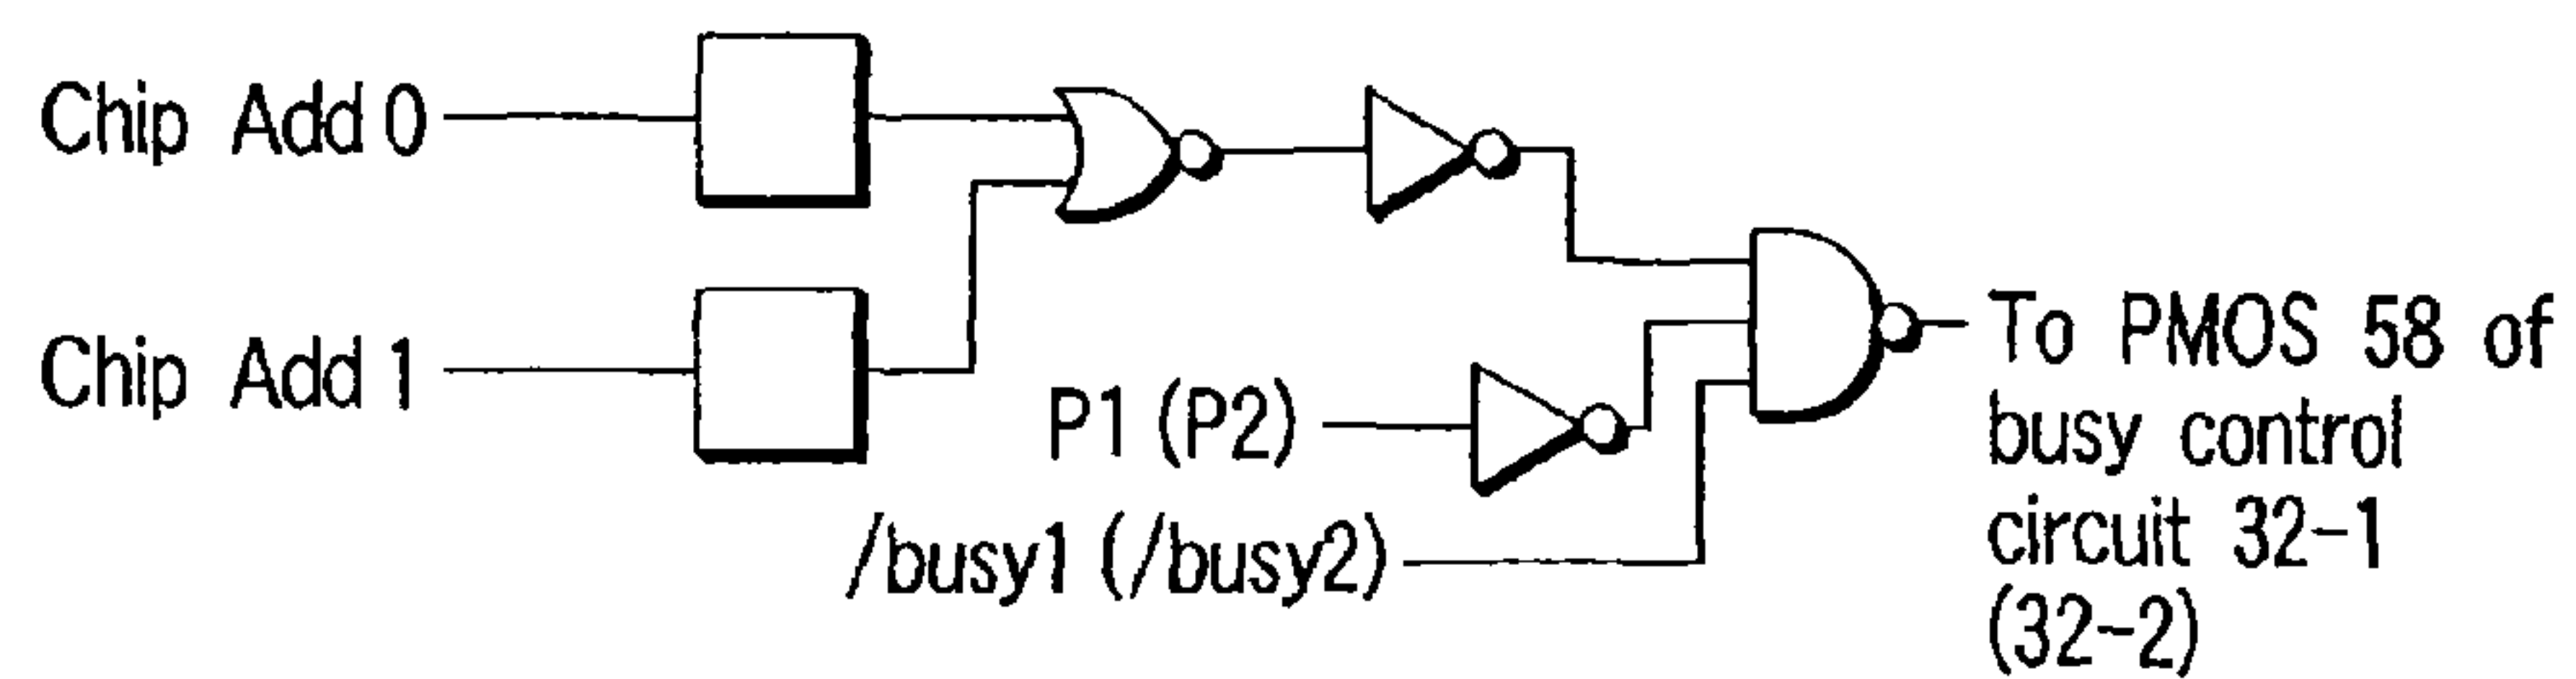 Chip Add 0
Chip Add 1
P1 (P2)
/busy1 (/busy2)
To PMOS 58 of
busy control
circuit 32-1
(32-2)